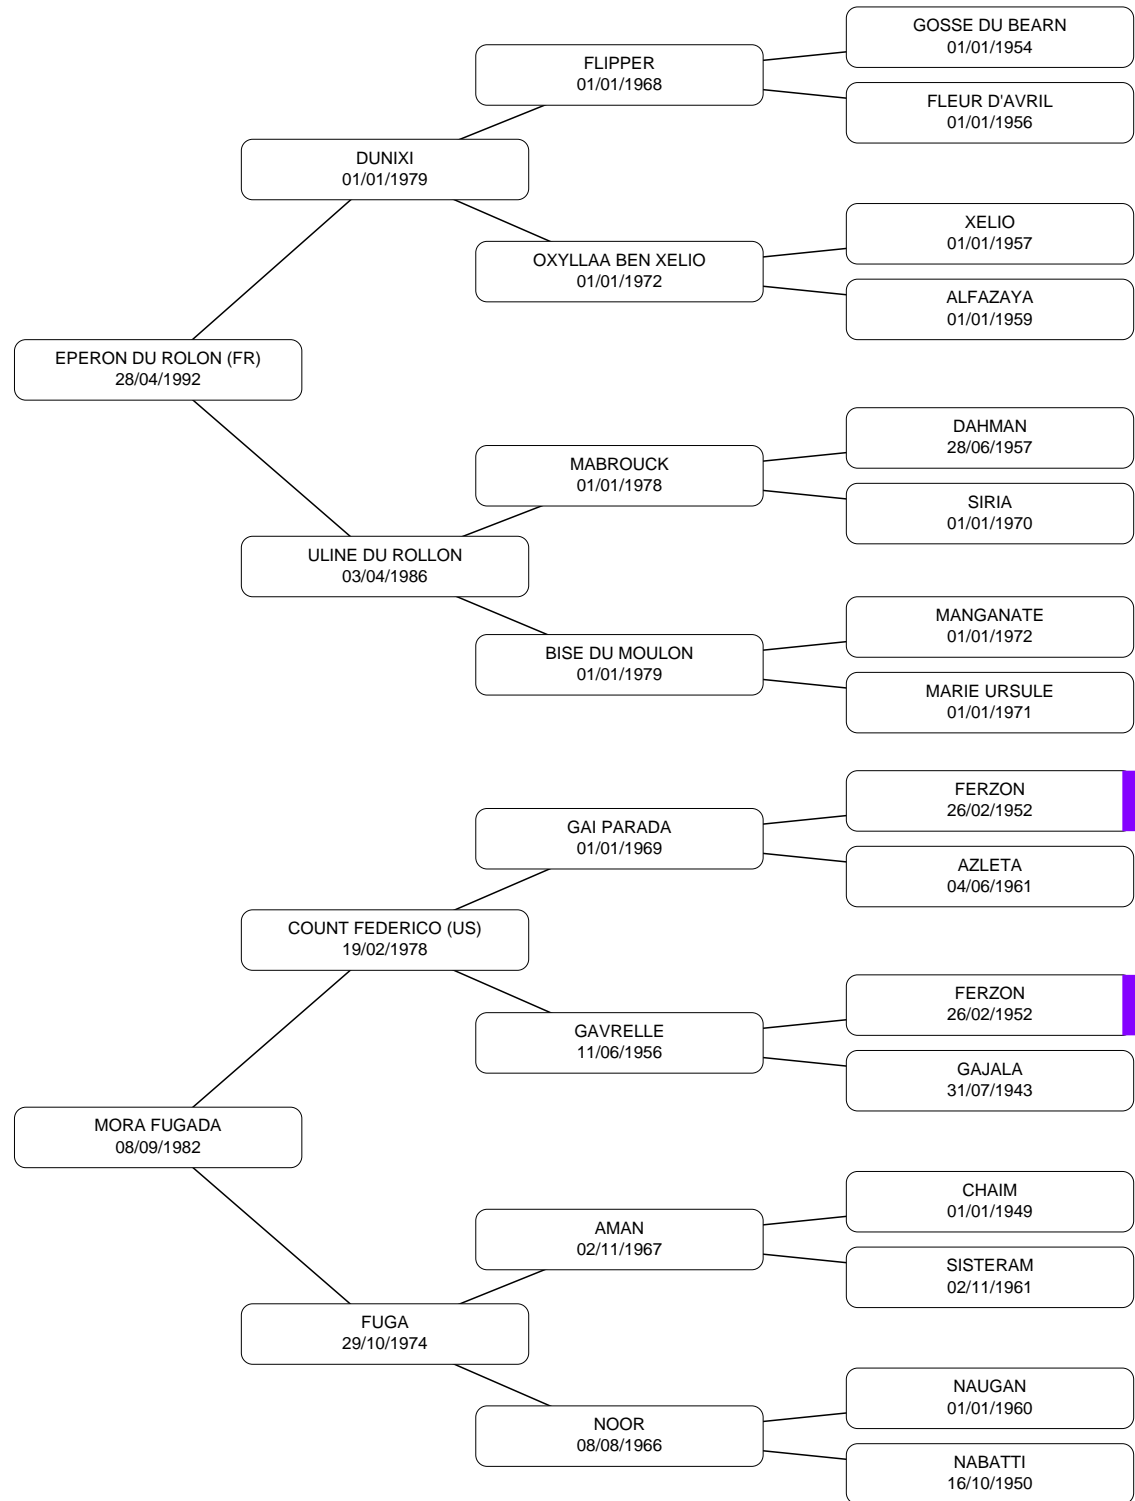 GOSSE DU BEARN
01/01/1954
FLIPPER
01/01/1968
FLEUR D'AVRIL
01/01/1956
DUNIXI
01/01/1979
XELIO
01/01/1957
OXYLLAA BEN XELIO
01/01/1972
ALFAZAYA
01/01/1959
EPERON DU ROLON (FR)
28/04/1992
DAHMAN
28/06/1957
MABROUCK
01/01/1978
SIRIA
01/01/1970
ULINE DU ROLLON
03/04/1986
MANGANATE
01/01/1972
BISE DU MOULON
01/01/1979
MARIE URSULE
01/01/1971
FERZON
26/02/1952
GAI PARADA
01/01/1969
AZLETA
04/06/1961
COUNT FEDERICO (US)
19/02/1978
FERZON
26/02/1952
GAVRELLE
11/06/1956
GAJALA
31/07/1943
MORA FUGADA
08/09/1982
CHAIM
01/01/1949
AMAN
02/11/1967
SISTERAM
02/11/1961
FUGA
29/10/1974
NAUGAN
01/01/1960
NOOR
08/08/1966
NABATTI
16/10/1950